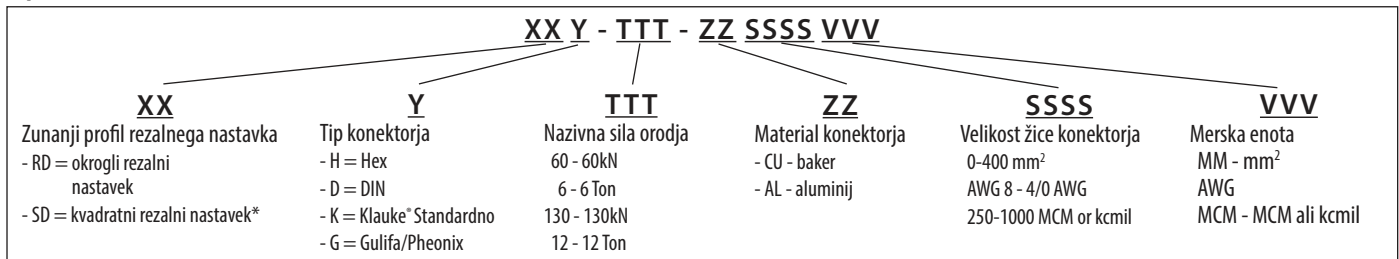 XX Y - TTT - ZZ SSSS VVV
XX
Zunanji profil rezalnega nastavka
- RD = okrogli rezalni
nastavek
- SD = kvadratni rezalni nastavek*
Y
Tip konektorja
- H = Hex
- D = DIN
- K = Klauke® Standardno
- G = Gulifa/Pheonix
TTT
Nazivna sila orodja
60 - 60kN
6 - 6 Ton
130 - 130kN
12 - 12 Ton
ZZ
Material konektorja
- CU - baker
- AL - aluminij
SSSS
Velikost žice konektorja
0-400 mm²
AWG 8 - 4/0 AWG
250-1000 MCM or kcmil
VVV
Merska enota
MM - mm²
AWG
MCM - MCM ali kcmil